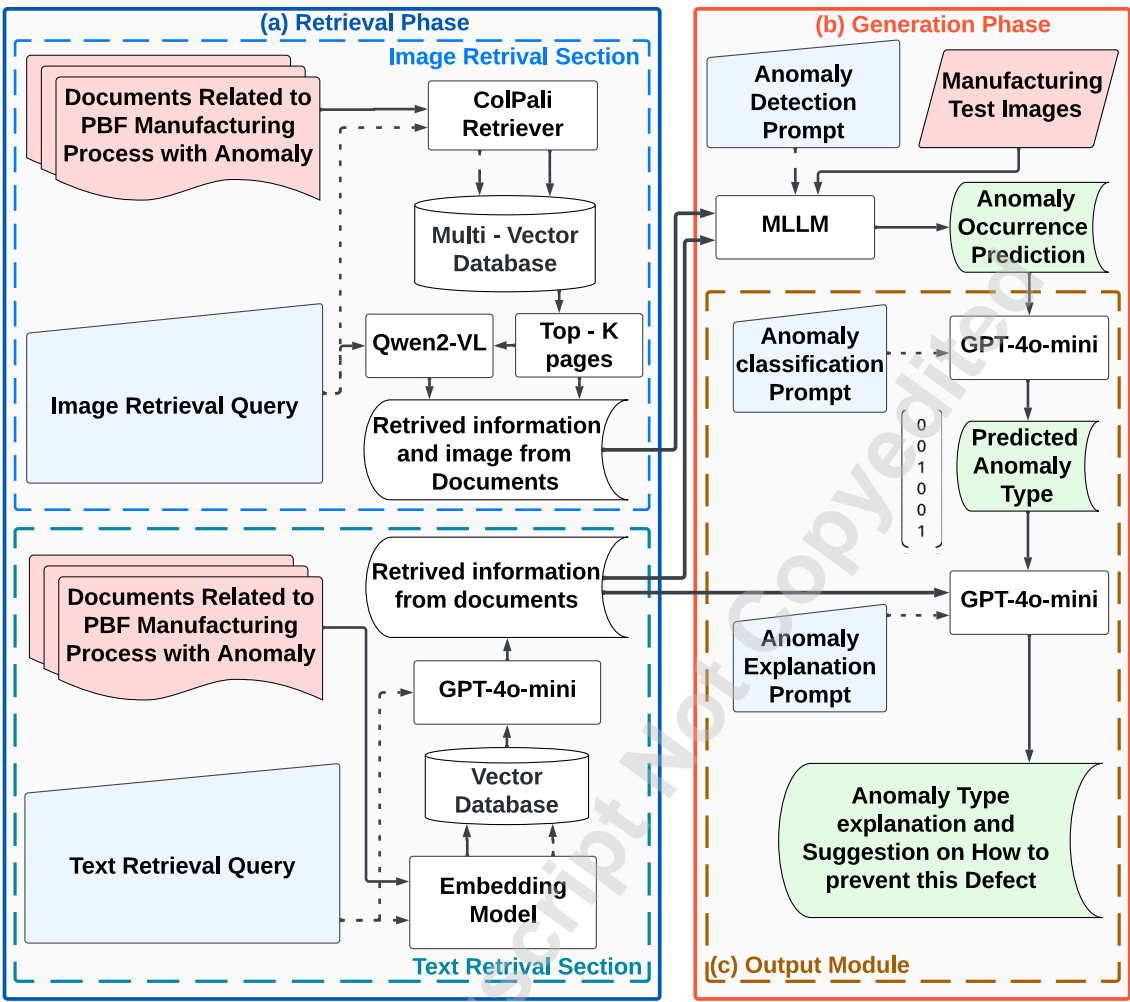 (a) Retrieval Phase
Image Retrival Section
Documents Related to
PBF Manufacturing
Process with Anomaly
ColPali
Retriever
Multi - Vector
Database
Qwen2-VL
Top - K
pages
Image Retrieval Query
Retrived information
and image from
Documents
Documents Related to
PBF Manufacturing
Process with Anomaly
Retrived information
from documents
GPT-4o-mini
Vector
Database
Text Retrieval Query
Embedding
Model
Text Retrival Section
(b) Generation Phase
Anomaly
Detection
Prompt
Manufacturing
Test Images
MLLM
Anomaly
Occurrence
Prediction
Anomaly
classification
Prompt
GPT-4o-mini
0
0
1
0
0
1
Predicted
Anomaly
Type
GPT-4o-mini
Anomaly
Explanation
Prompt
Anomaly Type
explanation and
Suggestion on How to
prevent this Defect
(c) Output Module
script Not Copyedited